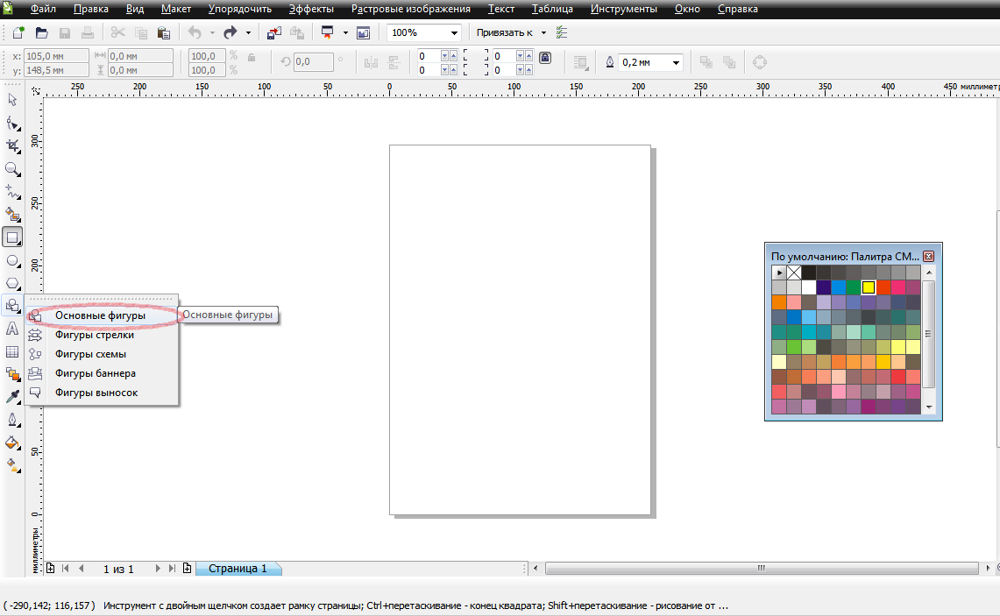 Файл Правка Вид Макет Упорядочить Эффекты Растровые изображения Текст Таблица Инструменты Окно Справка
100% Привязать к
x: 105,0 мм 0,0 мм 100,0 % 0,0 ° 0 0 0,2 мм
y: 148,5 мм 0,0 мм 100,0 % 0 0
250 200 150 100 50 0 50 100 150 200 250 300 350 400 450 миллиметр
300
250
200
По умолчанию: Палитра CM...
Основные фигуры
Основные фигуры
Фигуры стрелки
Фигуры схемы
Фигуры баннера
Фигуры выносок
50
0
миллиметры
1 из 1 Страница 1
( -290,142; 116,157 ) Инструмент с двойным щелчком создает рамку страницы; Ctrl+перетаскивание - конец квадрата; Shift+перетаскивание - рисование от ...